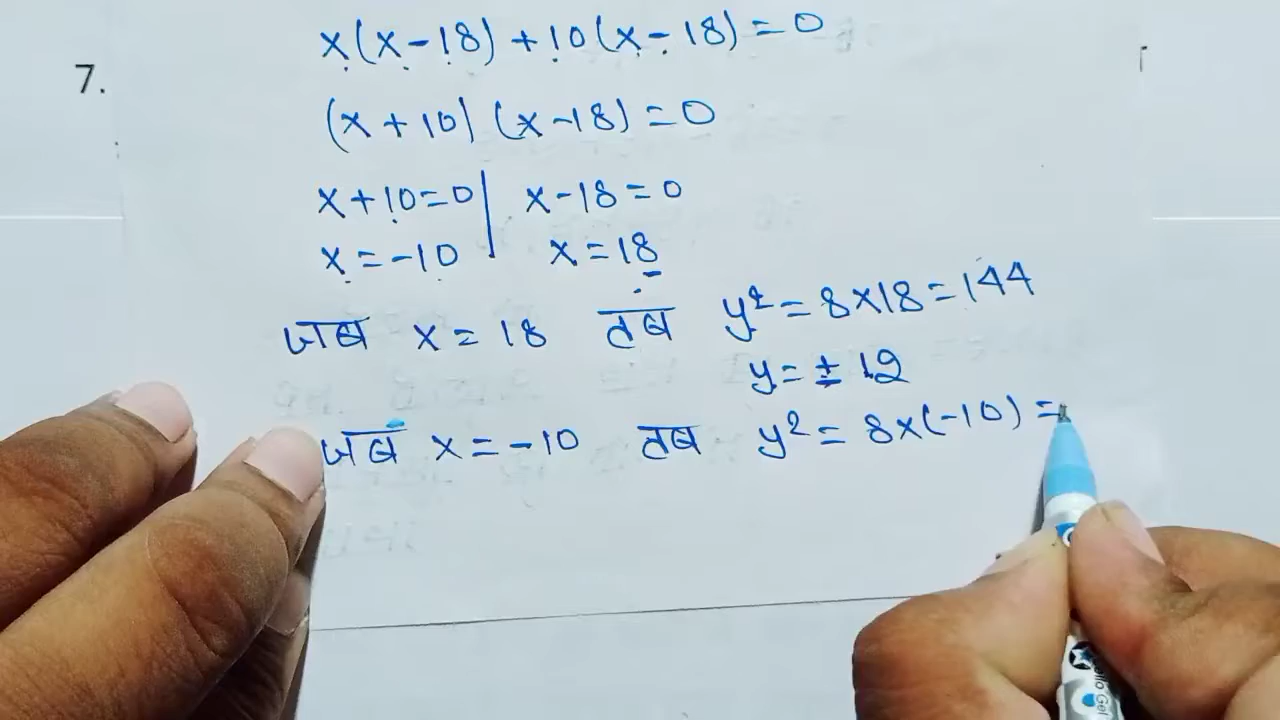 7.
x(x-18)+10(x-18)=0
(x+10) (x-18)=0
x+10=0 | x-18=0
x=-10 | x=18
जब x=18 तब y²=8×18=144
y=±12
जब x=-10 तब y²=8×(-10)=